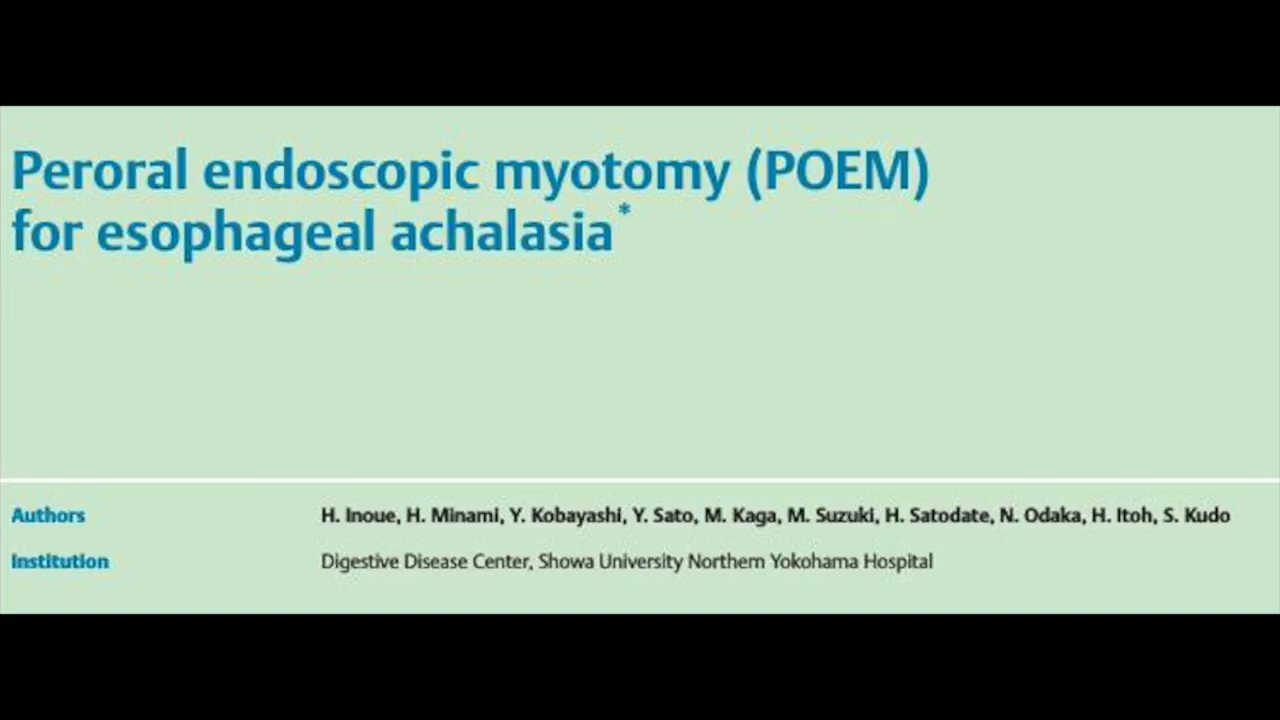 Peroral endoscopic myotomy (POEM)
for esophageal achalasia*
Authors H. Inoue, H. Minami, Y. Kobayashi, Y. Sato, M. Kaga, M. Suzuki, H. Satodate, N. Odaka, H. Itoh, S. Kudo
Institution Digestive Disease Center, Showa University Northern Yokohama Hospital